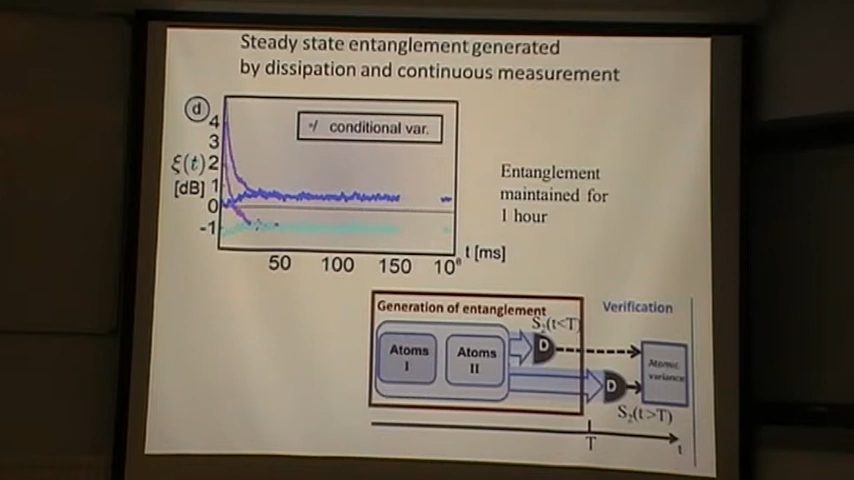 Steady state entanglement generated
by dissipation and continuous measurement
d
4
3
ξ(t) 2
[dB] 1
0
-1
conditional var.
50 100 150 10
t [ms]
Entanglement
maintained for
1 hour
Generation of entanglement
Verification
S₂(t<T)
Atoms
I
Atoms
II
D
D
Atomic
variance
S₂(t>T)
T
t